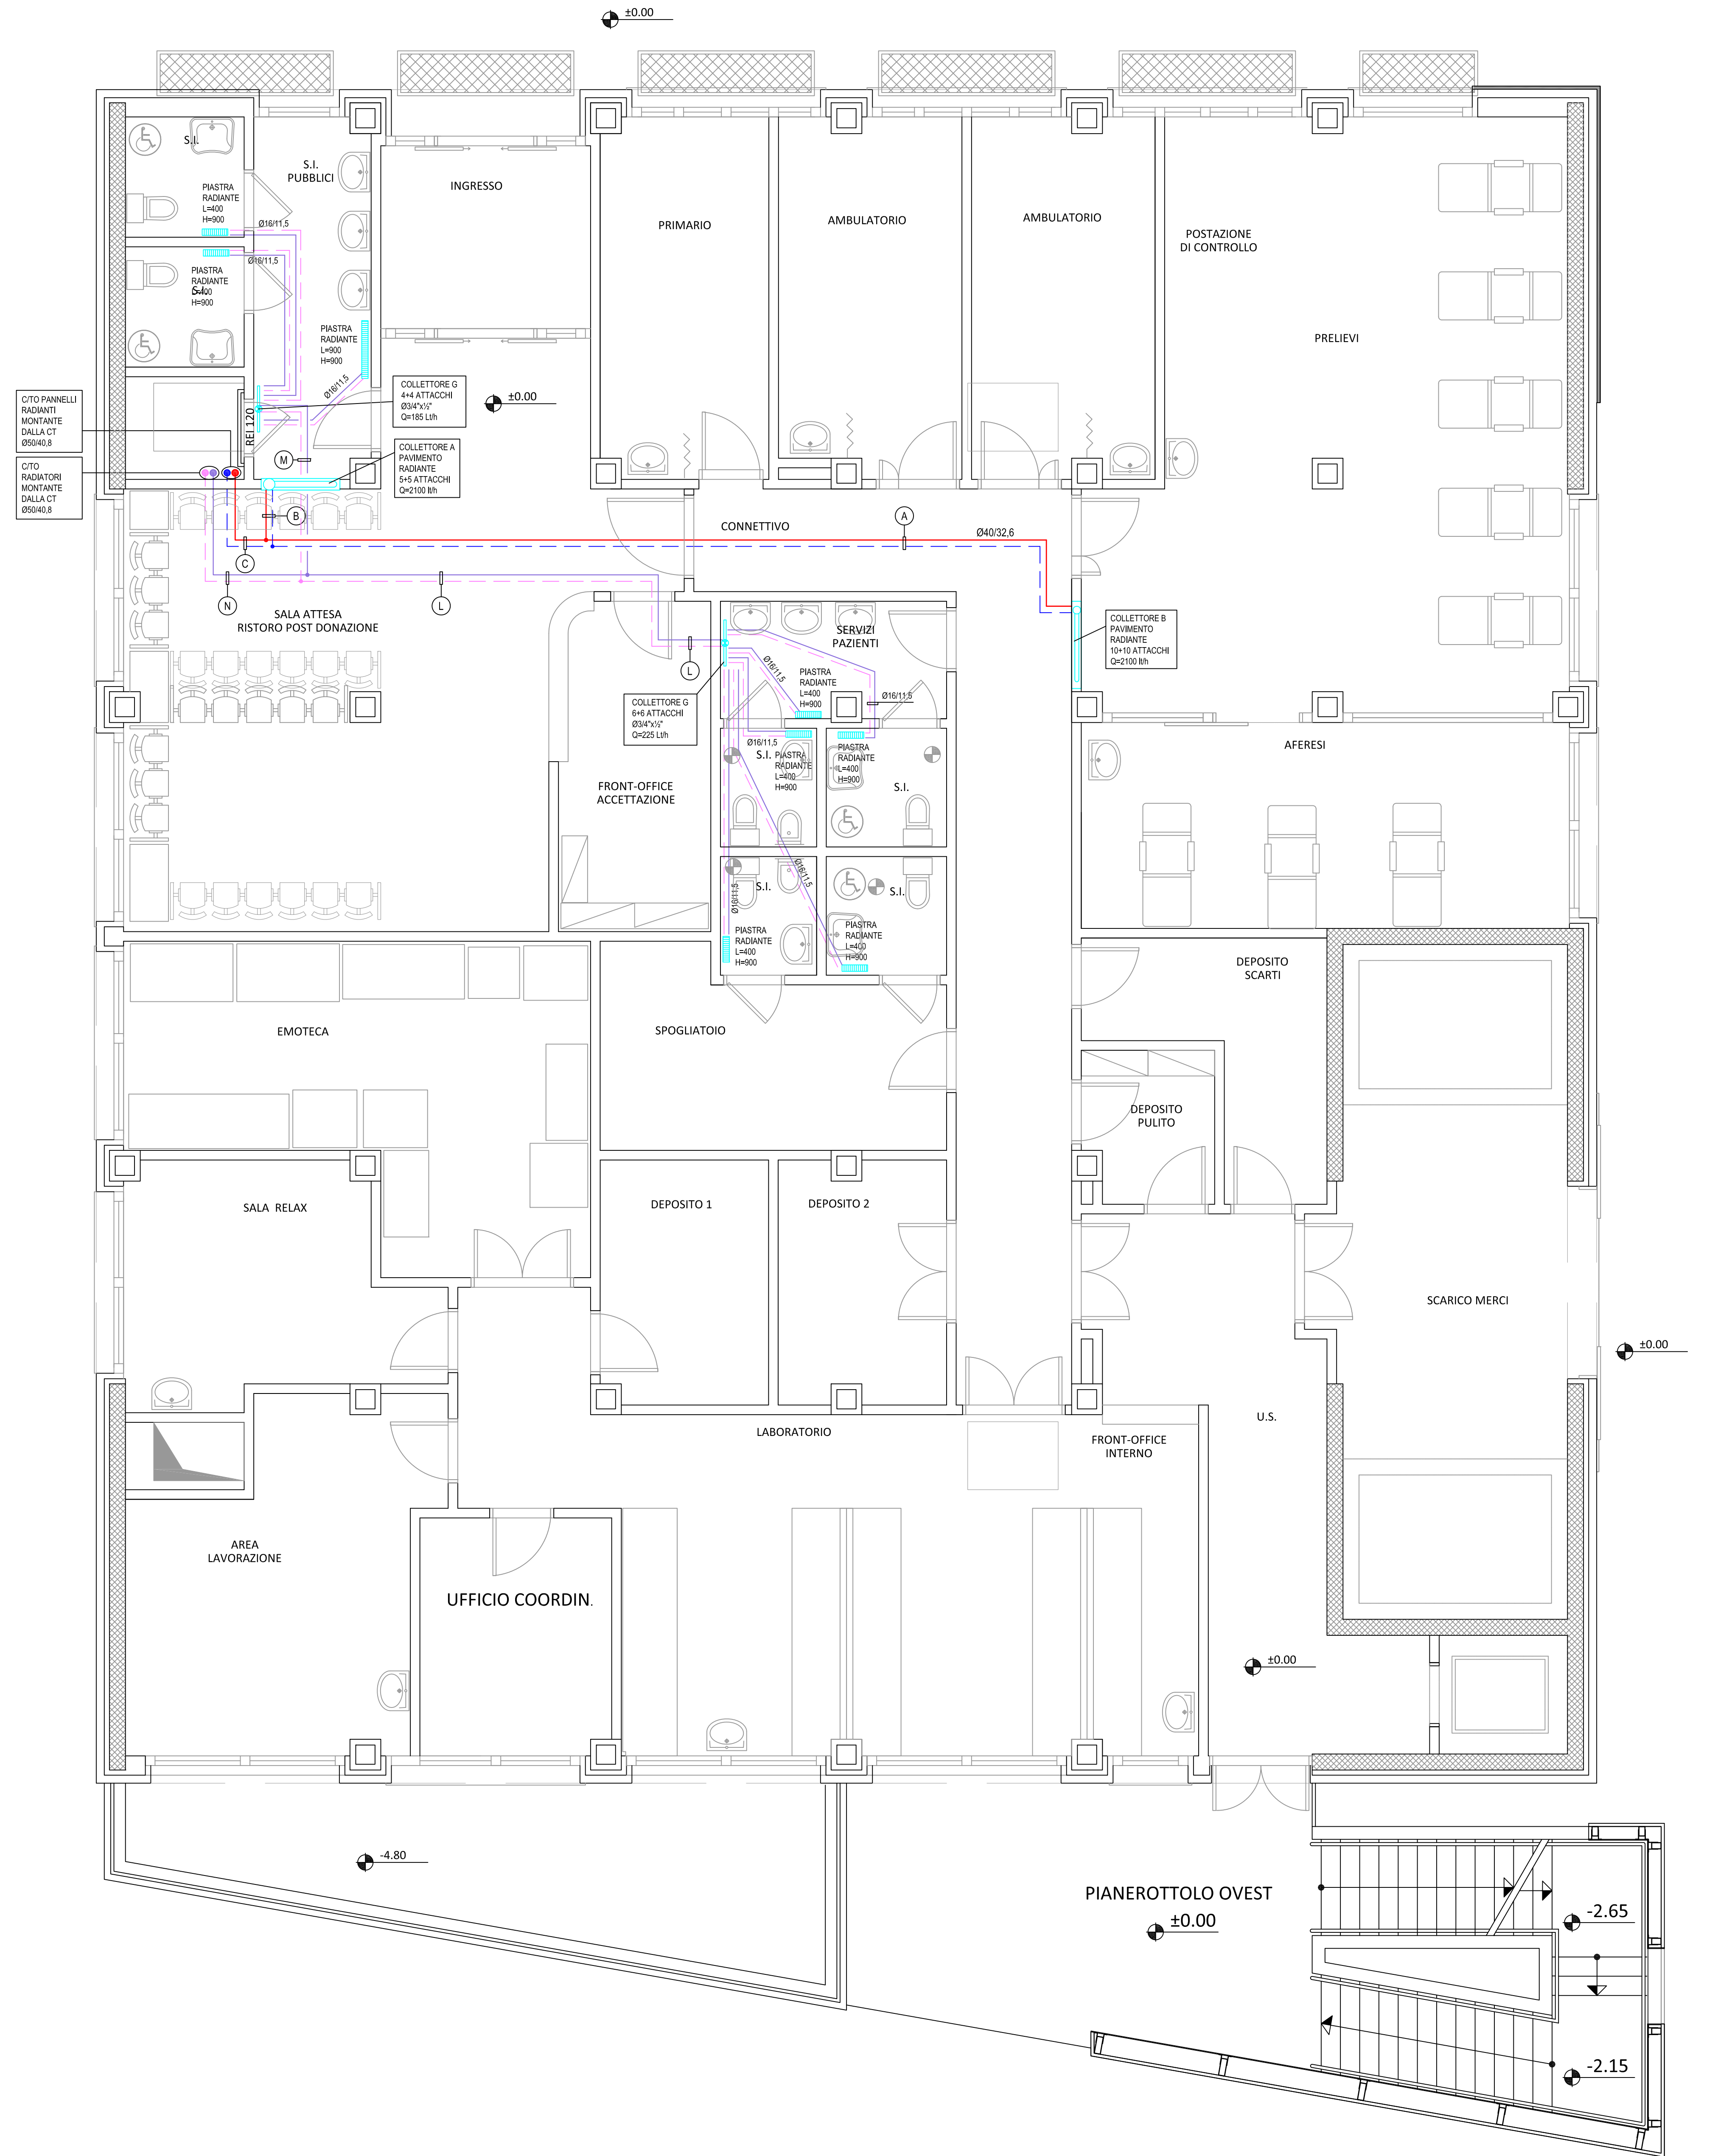 ±0.00
S.I.
S.I.
PUBBLICI
PIASTRA
RADIANTE
L=400
H=900
Ø16/11,5
Ø16/11,5
PIASTRA
RADIANTE
L=400
H=900
S.I.
INGRESSO
PRIMARIO
AMBULATORIO
AMBULATORIO
POSTAZIONE
DI CONTROLLO
PRELIEVI
PIASTRA
RADIANTE
L=900
H=900
Ø16/11,5
C/TO PANNELLI
RADIANTI
MONTANTE
DALLA CT
Ø50/40,8
C/TO
RADIATORI
MONTANTE
DALLA CT
Ø50/40,8
REI 120
COLLETTORE G
4+4 ATTACCHI
Ø3/4"x½"
Q=185 Lt/h
±0.00
COLLETTORE A
PAVIMENTO
RADIANTE
5+5 ATTACCHI
Q=2100 lt/h
M
B
C
A
CONNETTIVO
Ø40/32,6
N
L
L
SALA ATTESA
RISTORO POST DONAZIONE
SERVIZI
PAZIENTI
COLLETTORE B
PAVIMENTO
RADIANTE
10+10 ATTACCHI
Q=2100 lt/h
COLLETTORE G
6+6 ATTACCHI
Ø3/4"x½"
Q=225 Lt/h
Ø16/11,5
PIASTRA
RADIANTE
L=400
H=900
Ø16/11,5
Ø16/11,5
S.I.
PIASTRA
RADIANTE
L=400
H=900
PIASTRA
RADIANTE
L=400
H=900
S.I.
AFERESI
FRONT-OFFICE
ACCETTAZIONE
Ø16/11,5
Ø16/11,5
S.I.
S.I.
PIASTRA
RADIANTE
L=400
H=900
PIASTRA
RADIANTE
L=400
H=900
DEPOSITO
SCARTI
EMOTECA
SPOGLIATOIO
DEPOSITO
PULITO
SALA RELAX
DEPOSITO 1
DEPOSITO 2
SCARICO MERCI
±0.00
LABORATORIO
FRONT-OFFICE
INTERNO
U.S.
AREA
LAVORAZIONE
UFFICIO COORDIN.
±0.00
-4.80
PIANEROTTOLO OVEST
±0.00
-2.65
-2.15